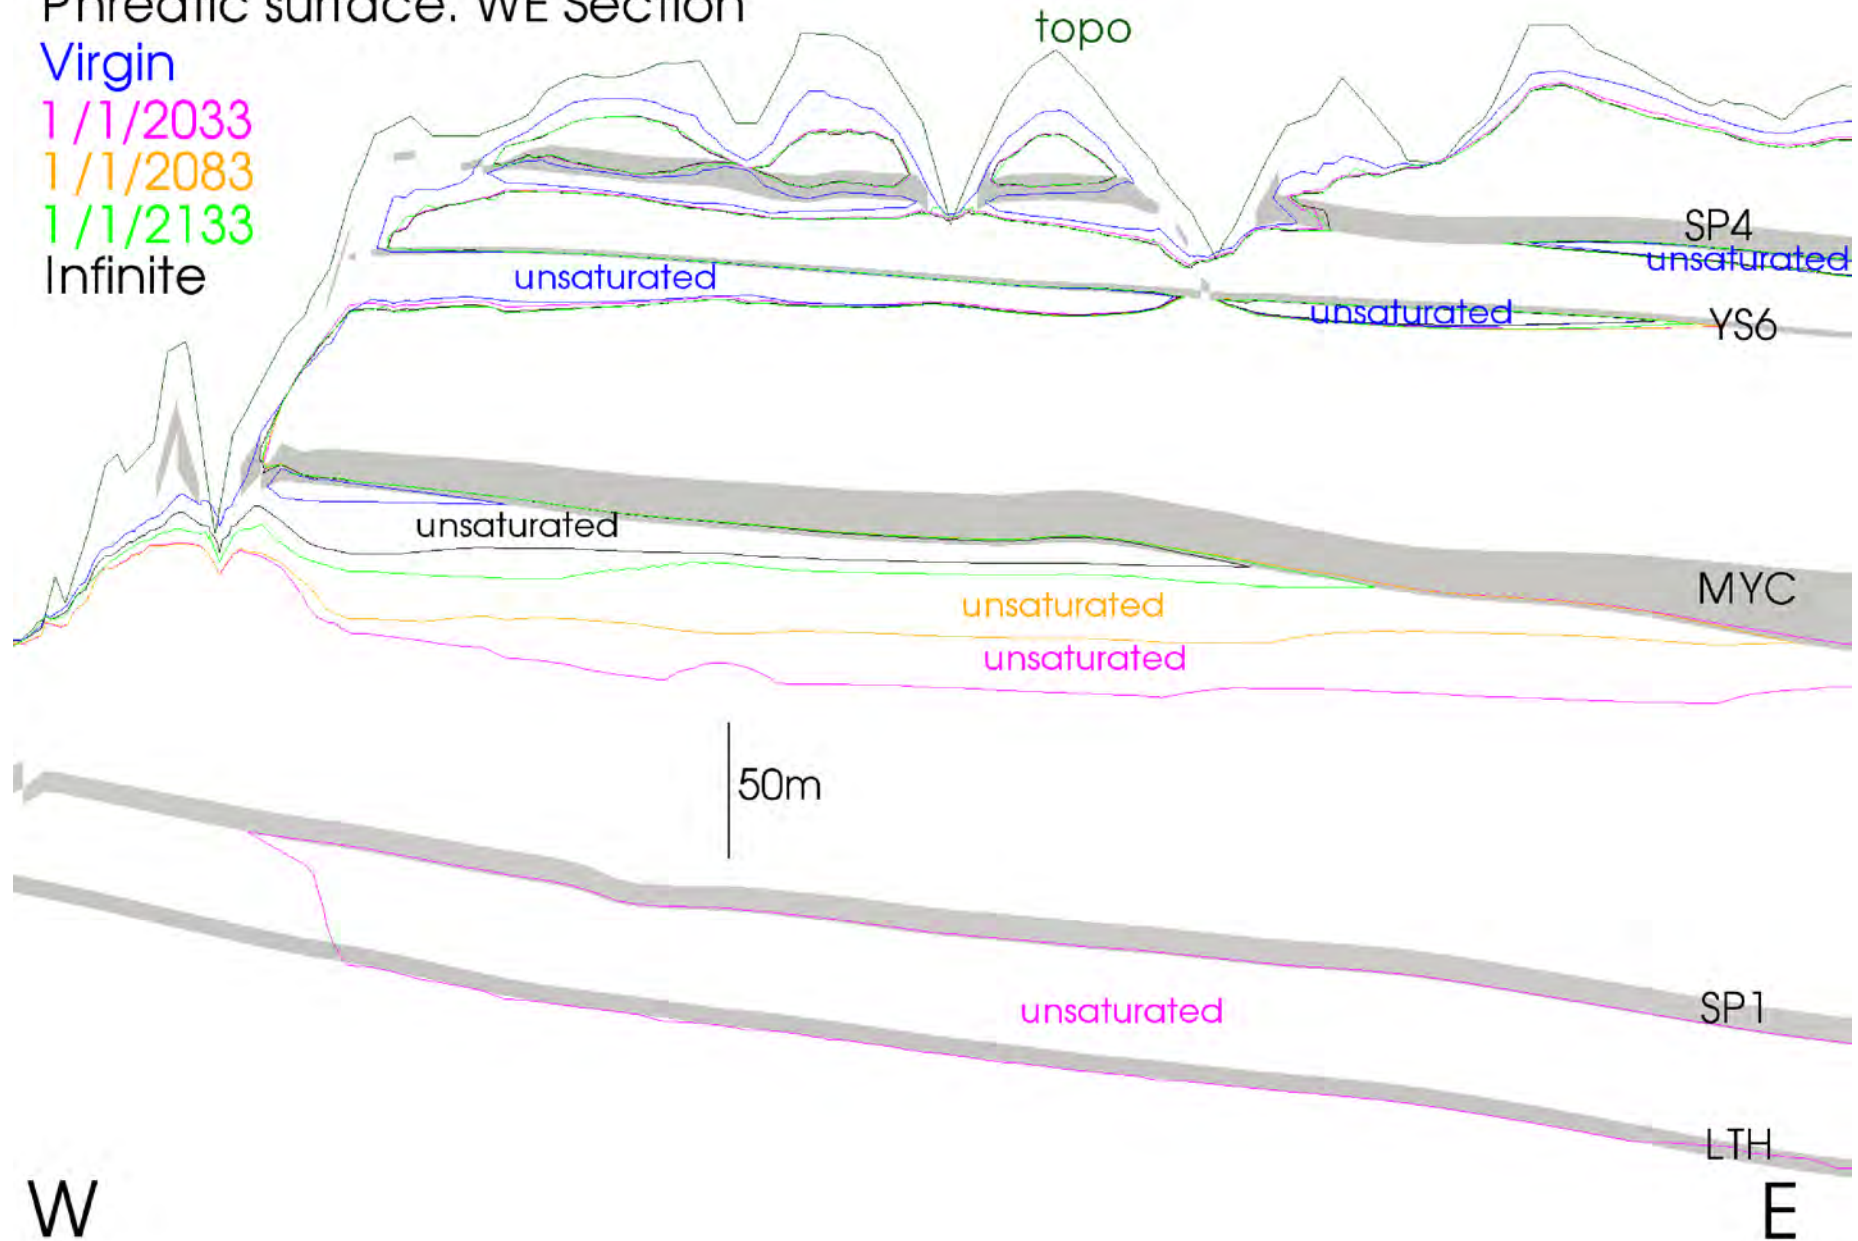 Phreatic surface. WE Section
Virgin
1/1/2033
1/1/2083
1/1/2133
Infinite
topo
SP4
unsaturated
unsaturated
unsaturated
YS6
unsaturated
MYC
unsaturated
unsaturated
50m
SP1
unsaturated
LTH
W
E